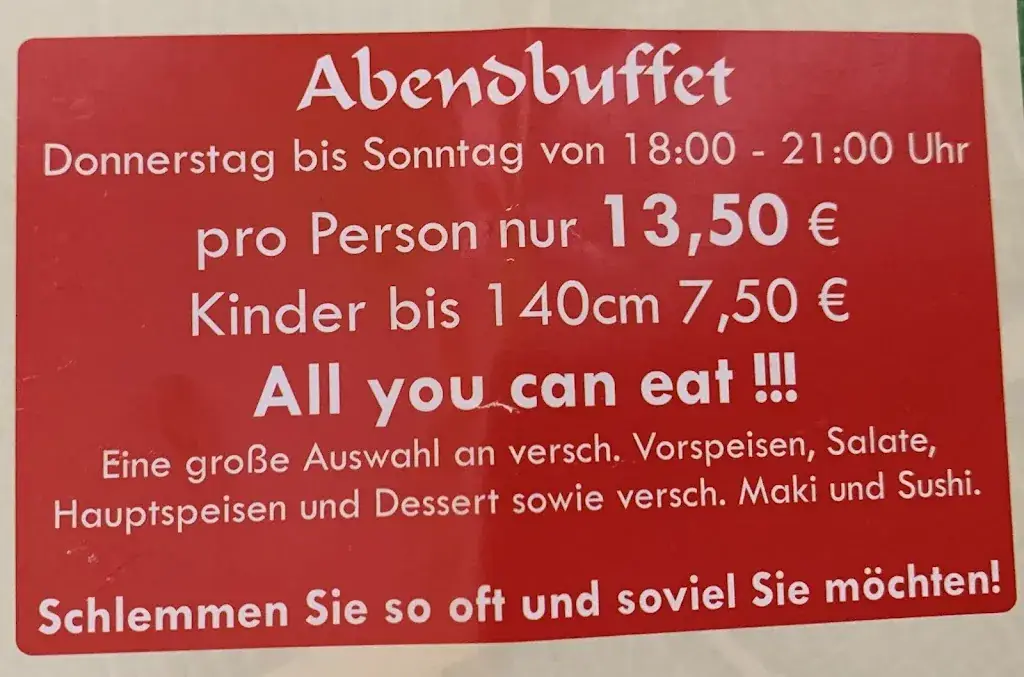 Abendbuffet
Donnerstag bis Sonntag von 18:00 - 21:00 Uhr
pro Person nur 13,50 €
Kinder bis 140cm 7,50 €
All you can eat !!!
Eine große Auswahl an versch. Vorspeisen, Salate,
Hauptspeisen und Dessert sowie versch. Maki und Sushi.
Schlemmen Sie so oft und soviel Sie möchten!